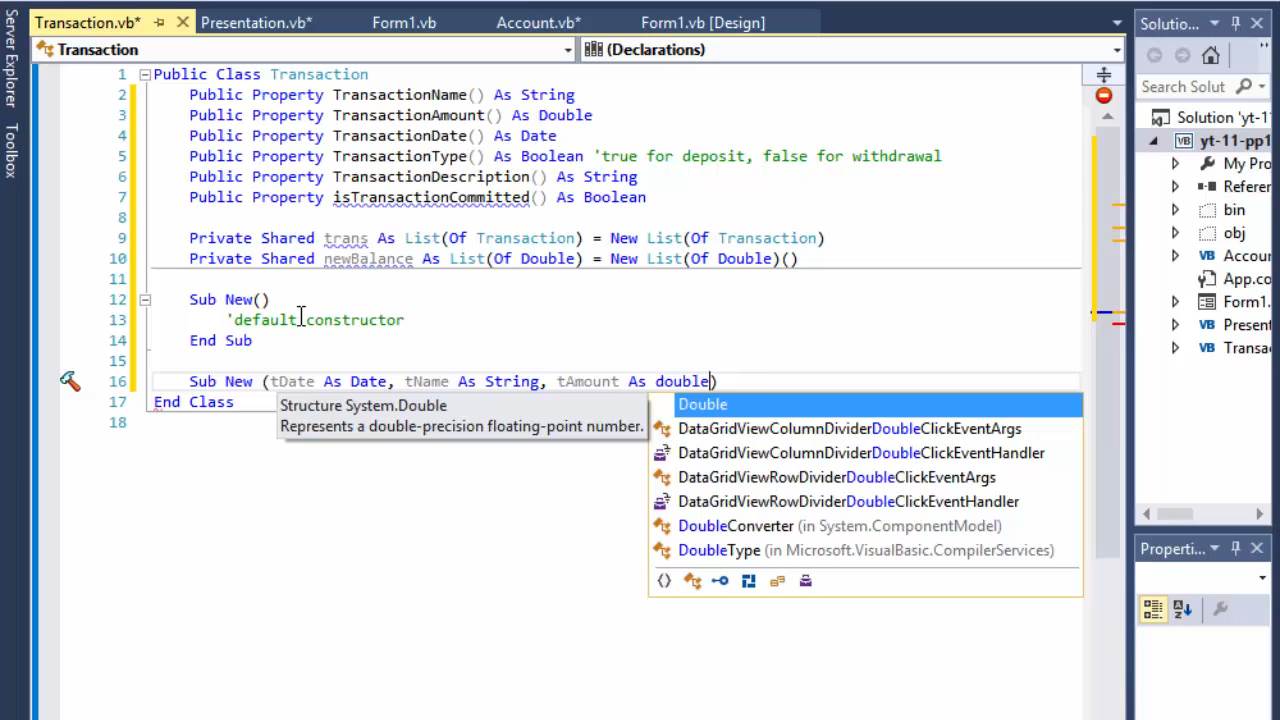 Server Explorer
Toolbox
Transaction.vb*
Presentation.vb*
Form1.vb
Account.vb*
Form1.vb [Design]
Transaction
(Declarations)
1 Public Class Transaction
2 Public Property TransactionName() As String
3 Public Property TransactionAmount() As Double
4 Public Property TransactionDate() As Date
5 Public Property TransactionType() As Boolean 'true for deposit, false for withdrawal
6 Public Property TransactionDescription() As String
7 Public Property isTransactionCommitted() As Boolean
8
9 Private Shared trans As List(Of Transaction) = New List(Of Transaction)
10 Private Shared newBalance As List(Of Double) = New List(Of Double)()
11
12 Sub New()
13 'default constructor
14 End Sub
15
16 Sub New (tDate As Date, tName As String, tAmount As double)
17 End Class
18
Structure System.Double
Represents a double-precision floating-point number.
Double
DataGridViewColumnDividerDoubleClickEventArgs
DataGridViewColumnDividerDoubleClickEventHandler
DataGridViewRowDividerDoubleClickEventArgs
DataGridViewRowDividerDoubleClickEventHandler
DoubleConverter (in System.ComponentModel)
DoubleType (in Microsoft.VisualBasic.CompilerServices)
Solutio...
Search Solut
Solution 'yt-11
VB yt-11-pp1
My Pro
Referer
bin
obj
VB Accour
App.co
Form1.
VB Present
VB Transa
Properti...